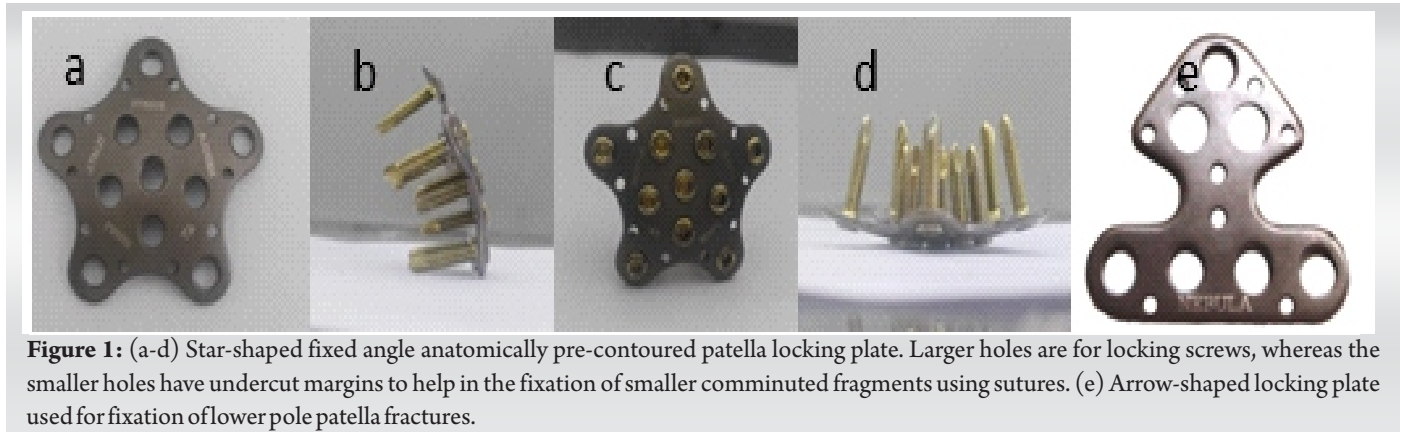 a b c d e
NEBULA
Figure 1: (a-d) Star-shaped fixed angle anatomically pre-contoured patella locking plate. Larger holes are for locking screws, whereas the
smaller holes have undercut margins to help in the fixation of smaller comminuted fragments using sutures. (e) Arrow-shaped locking plate
used for fixation of lower pole patella fractures.